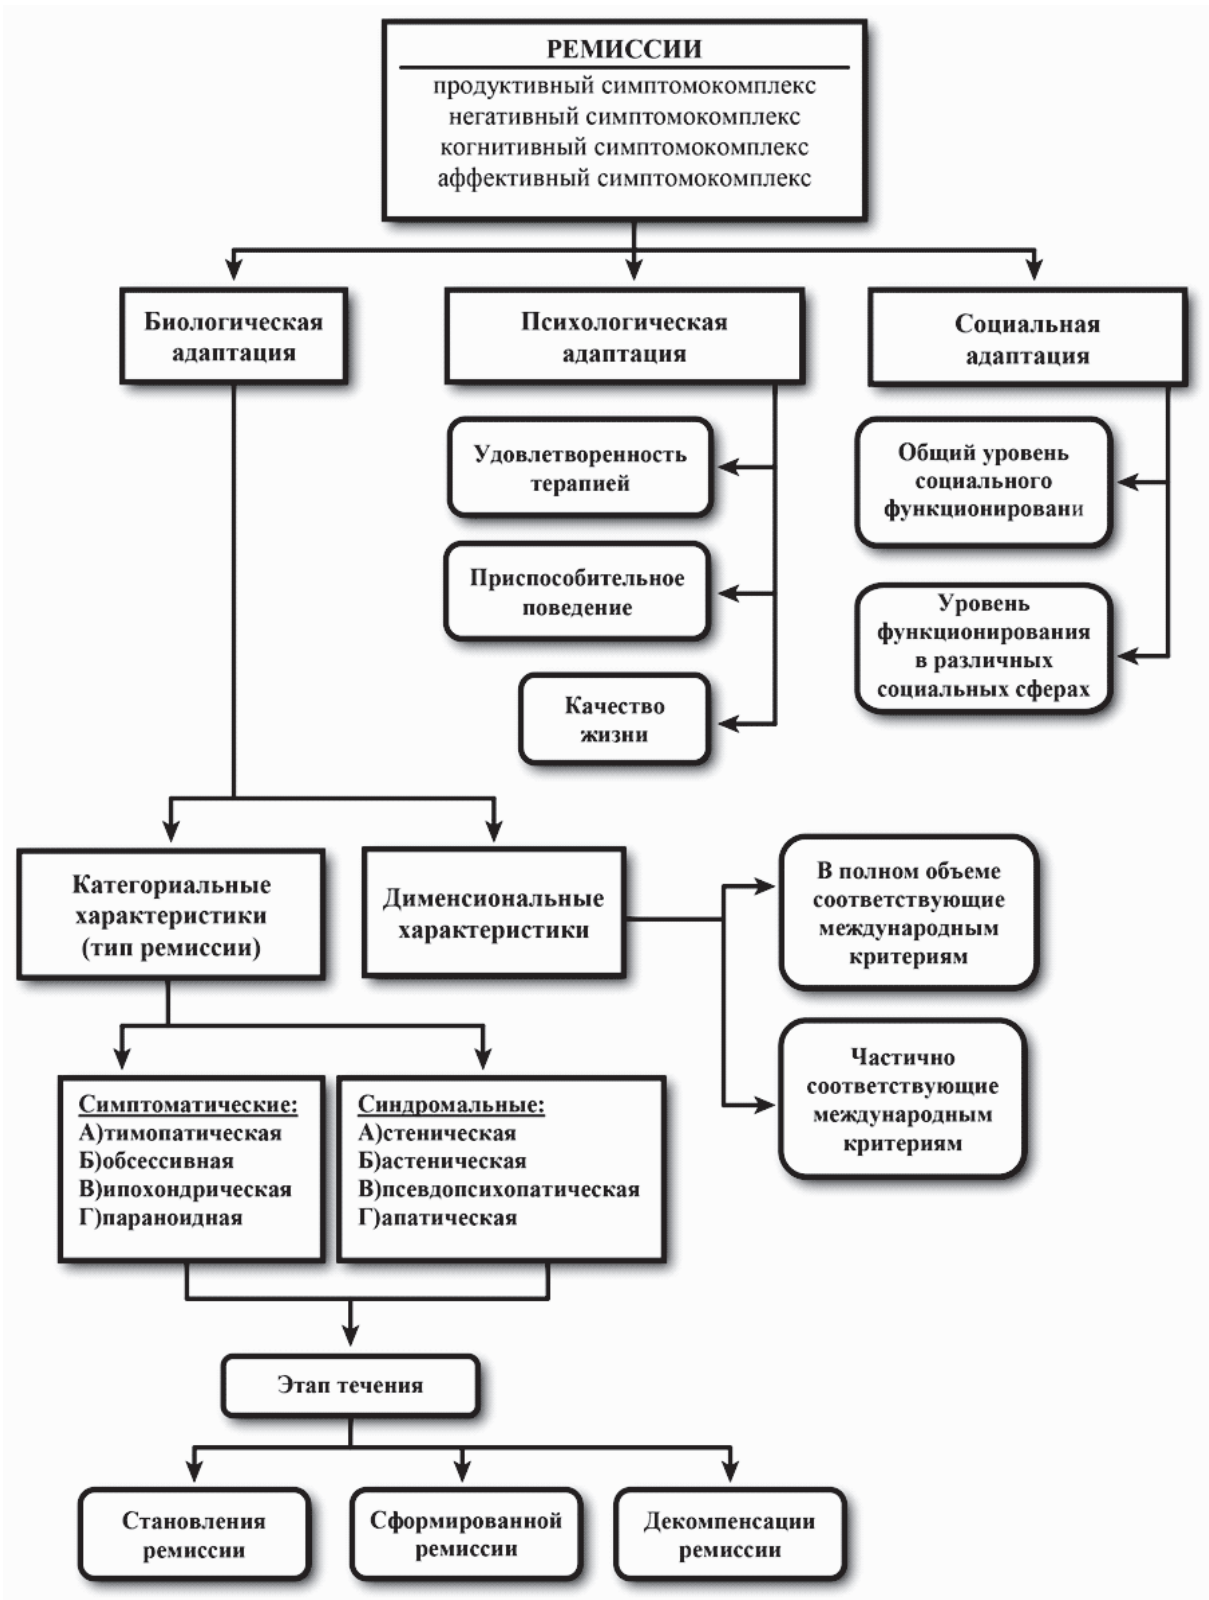 РЕМИССИИ
продуктивный симптомокомплекс
негативный симптомокомплекс
когнитивный симптомокомплекс
аффективный симптомокомплекс
Биологическая
адаптация
Психологическая
адаптация
Социальная
адаптация
Удовлетворенность
терапией
Приспособительное
поведение
Качество
жизни
Общий уровень
социального
функционировани
Уровень
функционирования
в различных
социальных сферах
Категориальные
характеристики
(тип ремиссии)
Дименсиональные
характеристики
В полном объеме
соответствующие
международным
критериям
Частично
соответствующие
международным
критериям
Симптоматические:
А)тимопатическая
Б)обсессивная
В)ипохондрическая
Г)параноидная
Синдромальные:
А)стеническая
Б)астеническая
В)псевдопсихопатическая
Г)апатическая
Этап течения
Становления
ремиссии
Сформированной
ремиссии
Декомпенсации
ремиссии